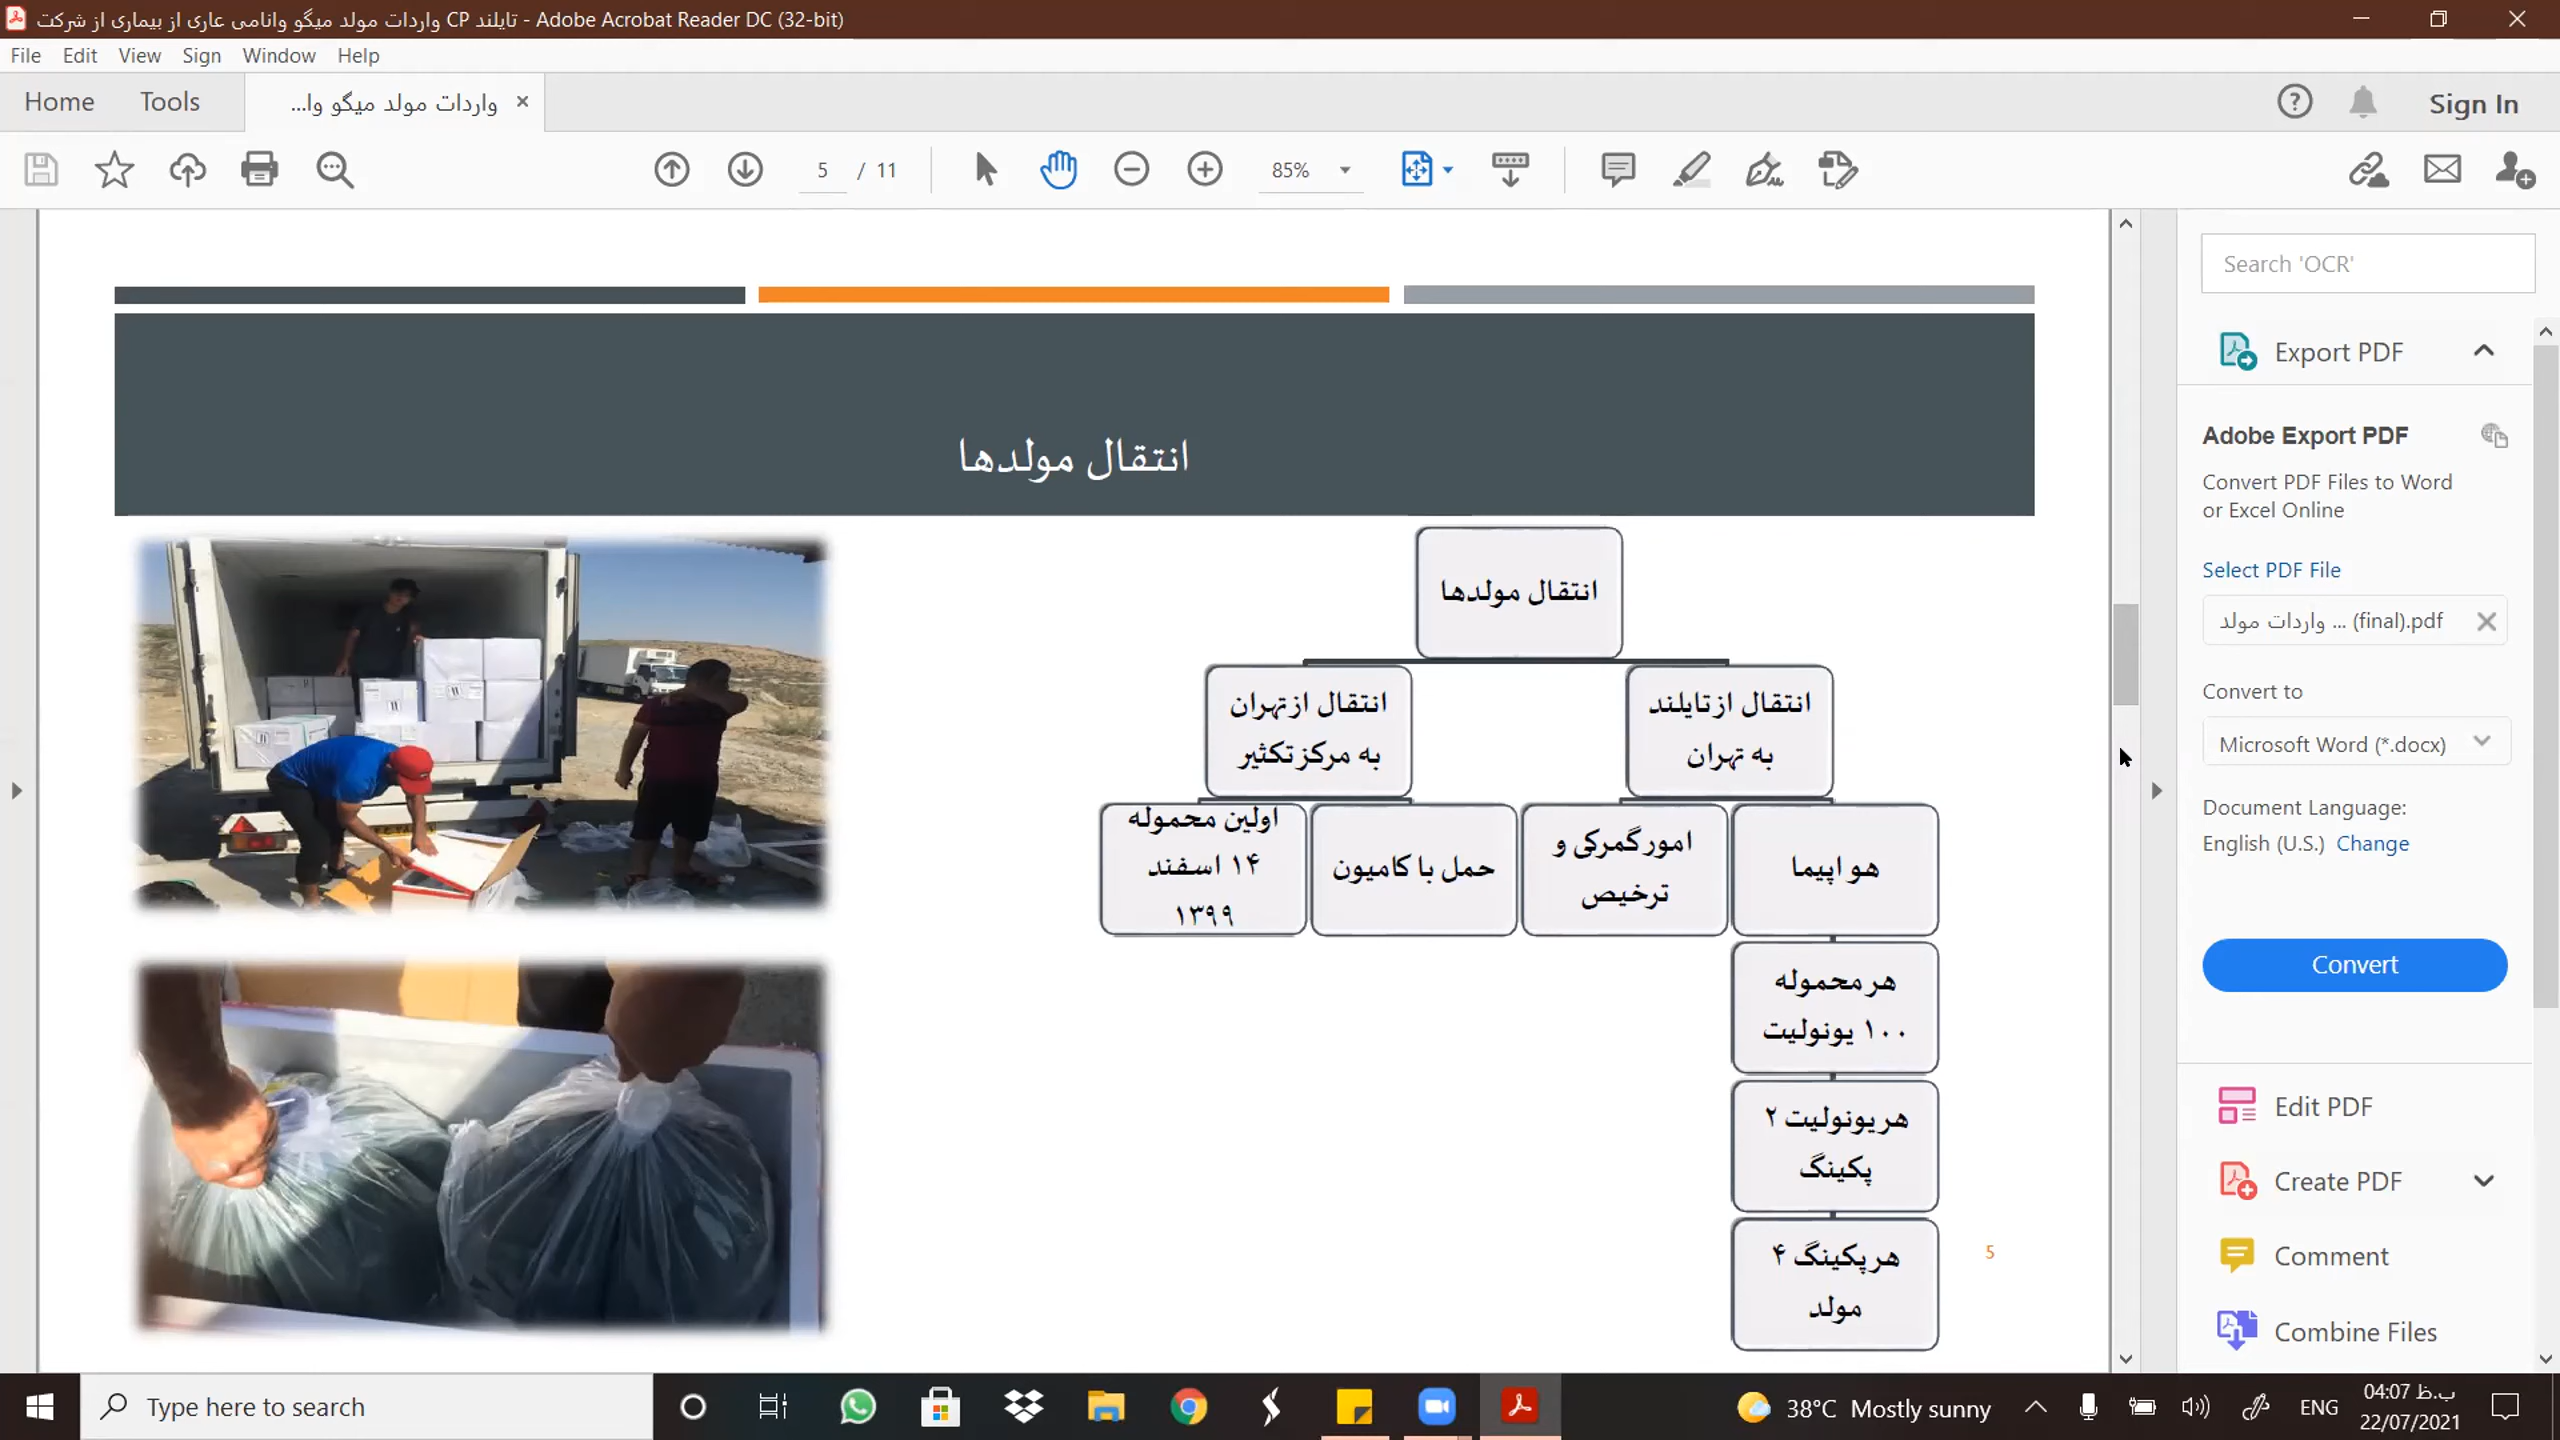 واردات مولد میگو وانامی عاری از بیماری از شرکت CP تایلند - Adobe Acrobat Reader DC (32-bit)
File Edit View Sign Window Help
Home Tools واردات مولد میگو وا... ×
Sign In
5 / 11
85%
Search 'OCR'
Export PDF
Adobe Export PDF
Convert PDF Files to Word
or Excel Online
Select PDF File
واردات مولد ... (final).pdf
Convert to
Microsoft Word (*.docx)
Document Language:
English (U.S.) Change
Convert
Edit PDF
Create PDF
Comment
Combine Files
انتقال مولدها
انتقال مولدها
انتقال از تایلند
به تهران
انتقال از تهران
به مرکز تکثیر
هواپیما
امور گمرکی و
ترخیص
حمل با کامیون
اولین محموله
۱۴ اسفند
۱۳۹۹
هر محموله
۱۰۰ یونولیت
هر یونولیت ۲
پکینگ
هر پکینگ ۴
مولد
5
Type here to search
38°C Mostly sunny
ENG
04:07 ب.ظ
22/07/2021